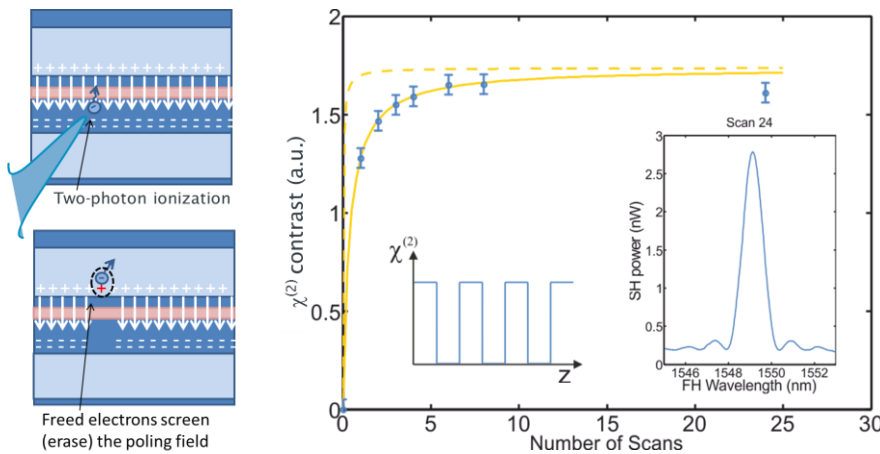 + + + + + + + + + + + +
-
Two-photon ionization
-
+
+ + + + + + + + + + +
Freed electrons screen
(erase) the poling field
2
1.5
1
0.5
0
χ(2) contrast (a.u.)
0
5
10
15
20
25
30
Number of Scans
χ(2)
z
Scan 24
3
2.5
2
1.5
1
0.5
0
SH power (nW)
1546
1548
1550
1552
FH Wavelength (nm)